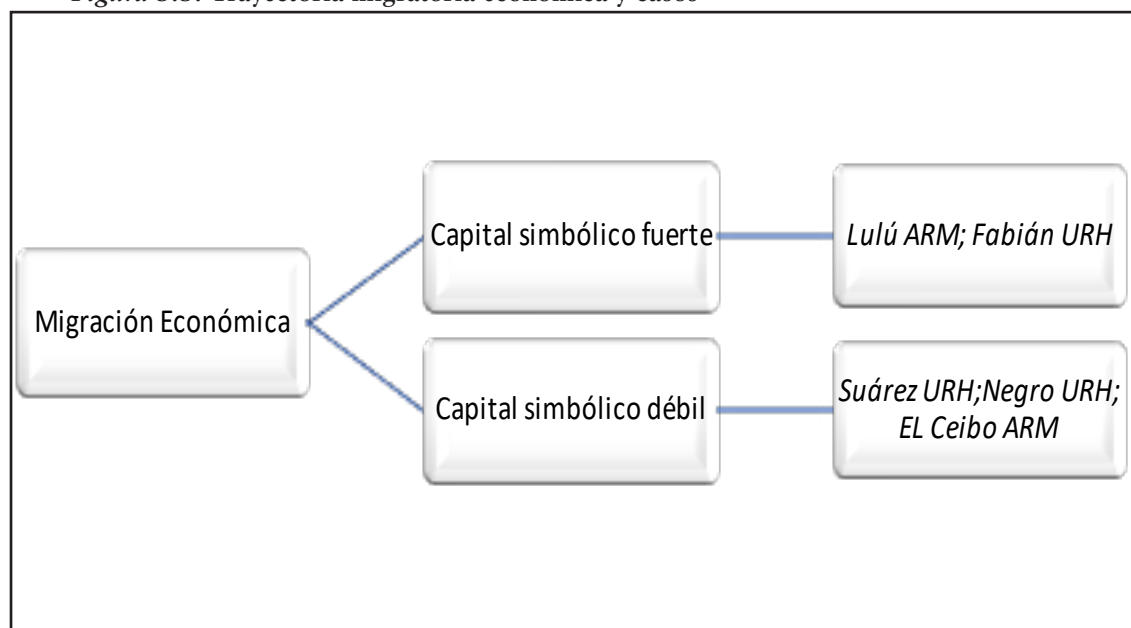 Capital simbólico fuerte
Lulú ARM; Fabián URH
Migración Económica
Capital simbólico débil
Suárez URH;Negro URH;
EL Ceibo ARM